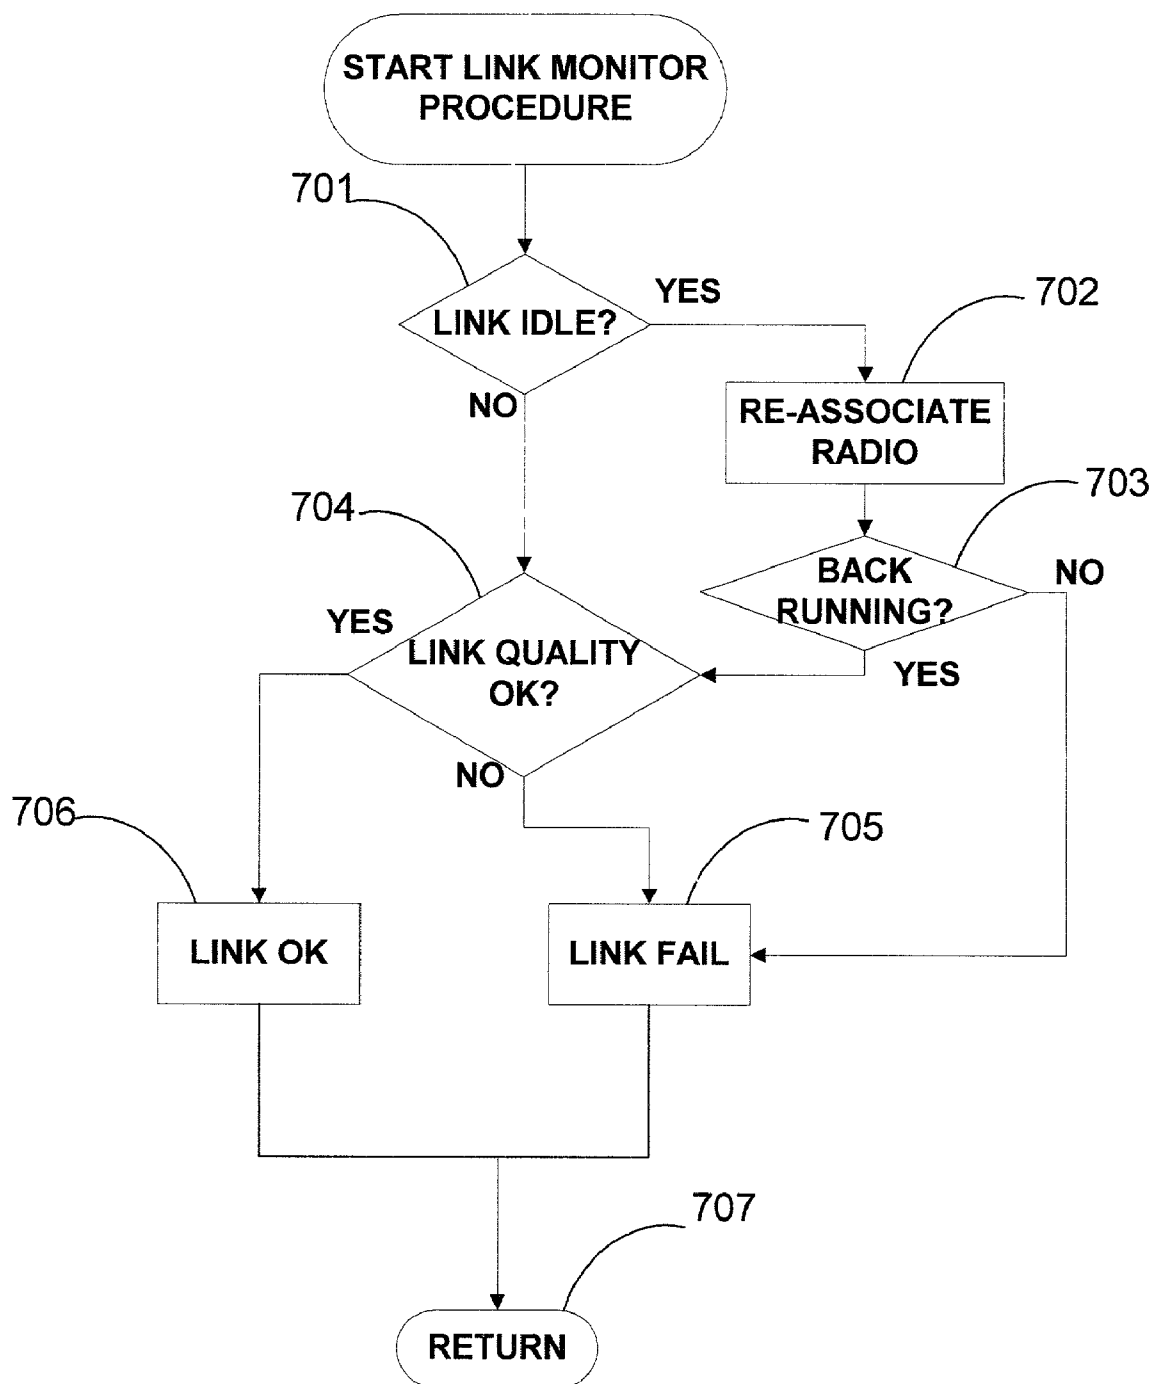 START LINK MONITOR
PROCEDURE
701
LINK IDLE?
YES
702
NO
RE-ASSOCIATE
RADIO
703
704
BACK
RUNNING?
NO
YES
YES
LINK QUALITY
OK?
NO
706
705
LINK OK
LINK FAIL
707
RETURN